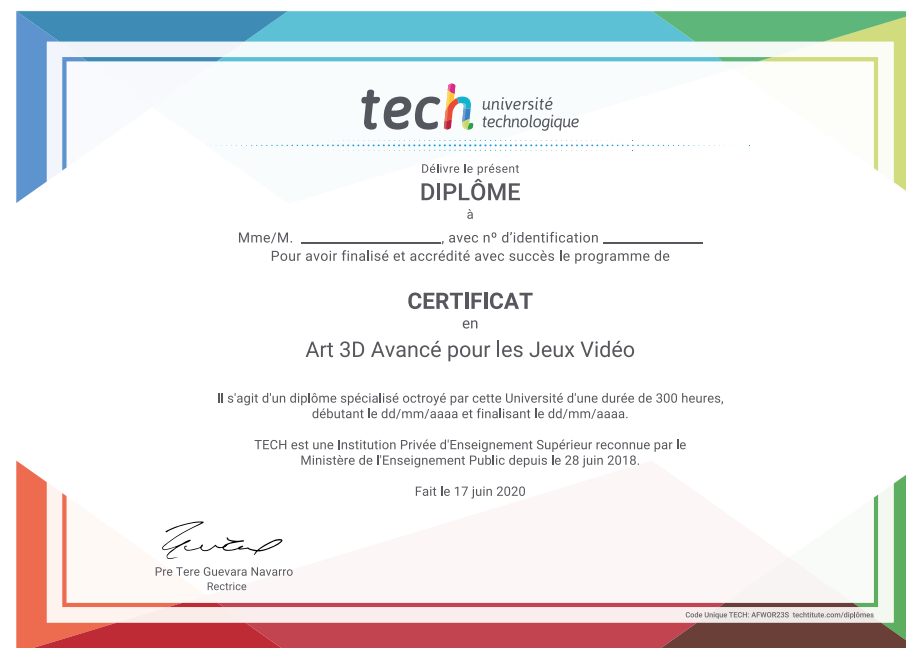 tech université
technologique
Délivre le présent
DIPLÔME
à
Mme/M. ____________________, avec nº d'identification ______________
Pour avoir finalisé et accrédité avec succès le programme de
CERTIFICAT
en
Art 3D Avancé pour les Jeux Vidéo
Il s'agit d'un diplôme spécialisé octroyé par cette Université d'une durée de 300 heures,
débutant le dd/mm/aaaa et finalisant le dd/mm/aaaa.
TECH est une Institution Privée d'Enseignement Supérieur reconnue par le
Ministère de l'Enseignement Public depuis le 28 juin 2018.
Fait le 17 juin 2020
Pre Tere Guevara Navarro
Rectrice
Code Unique TECH: AFWOR23S techtitute.com/diplômes